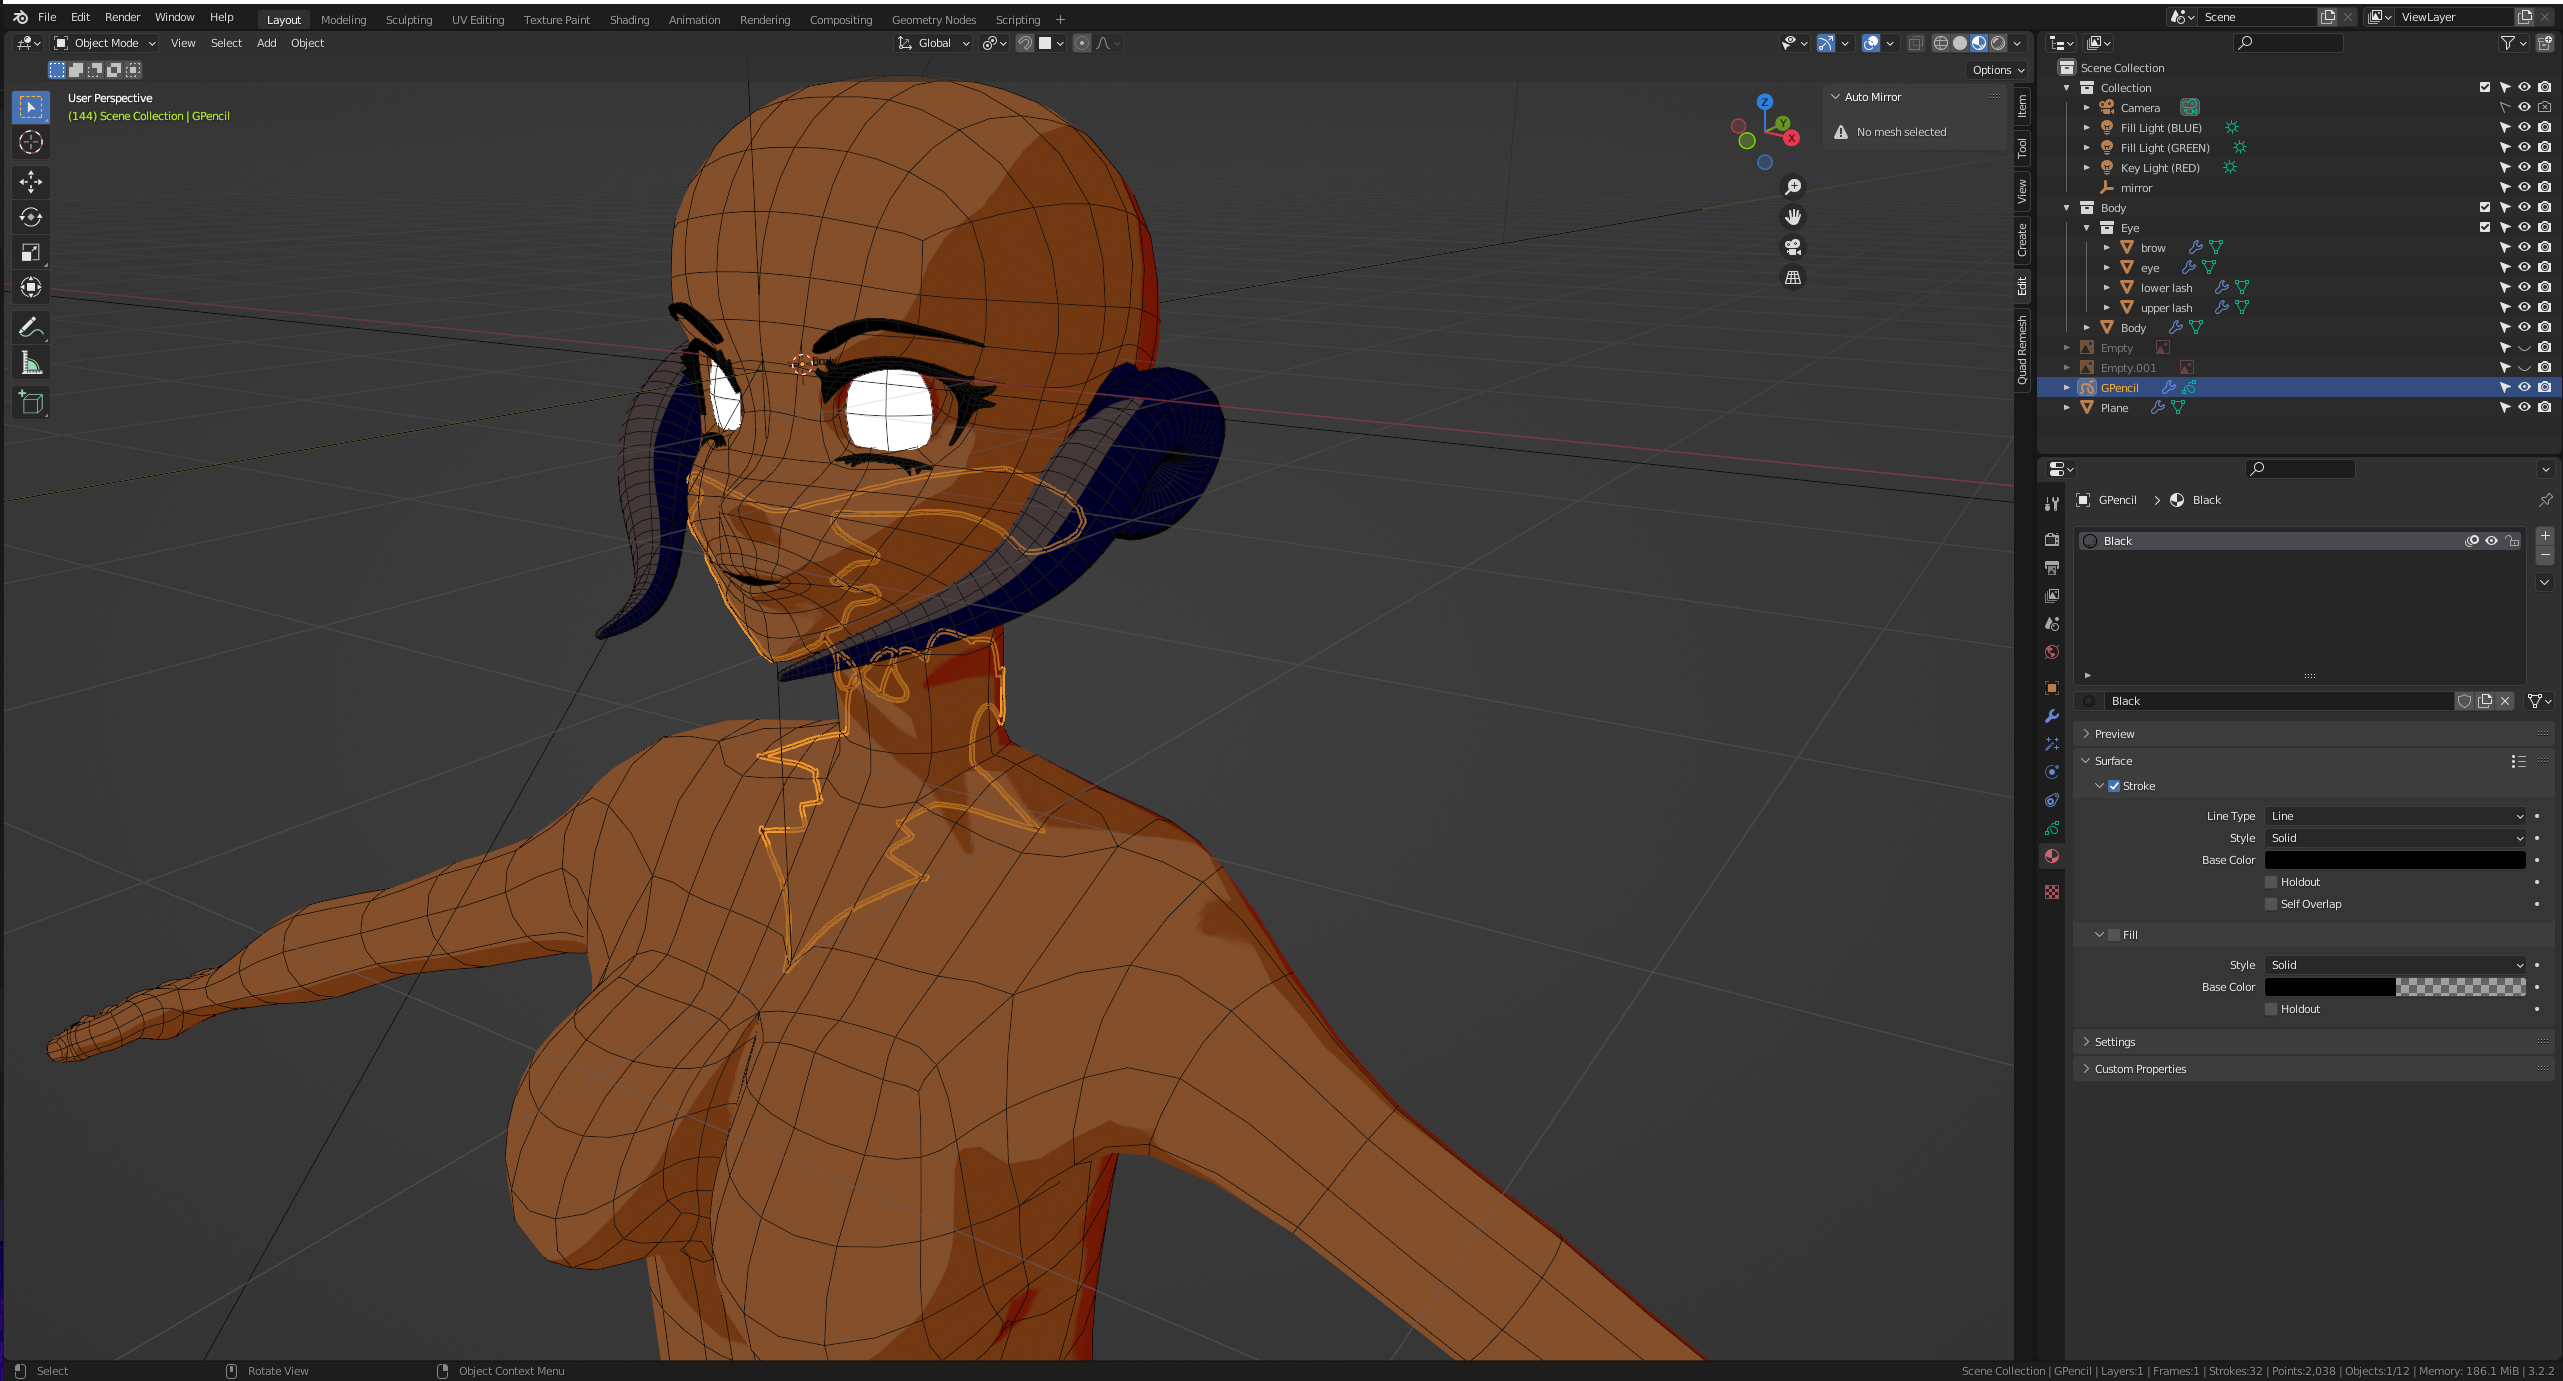 File Edit Render Window Help Layout Modeling Sculpting UV Editing Texture Paint Shading Animation Rendering Compositing Geometry Nodes Scripting + Scene ViewLayer
Object Mode View Select Add Object Global
Options
User Perspective
(144) Scene Collection | GPencil
Auto Mirror
No mesh selected
Z
Y
X
Item
Tool
View
Create
Edit
Quad Remesh
Scene Collection
Collection
Camera
Fill Light (BLUE)
Fill Light (GREEN)
Key Light (RED)
mirror
Body
Eye
brow
eye
lower lash
upper lash
Body
Empty
Empty.001
GPencil
Plane
GPencil > Black
Black
Black
Preview
Surface
Stroke
Line Type Line
Style Solid
Base Color
Holdout
Self Overlap
Fill
Style Solid
Base Color
Holdout
Settings
Custom Properties
Select Rotate View Object Context Menu Scene Collection | GPencil | Layers:1 | Frames:1 | Strokes:32 | Points:2,038 | Objects:1/12 | Memory: 186.1 MiB | 3.2.2